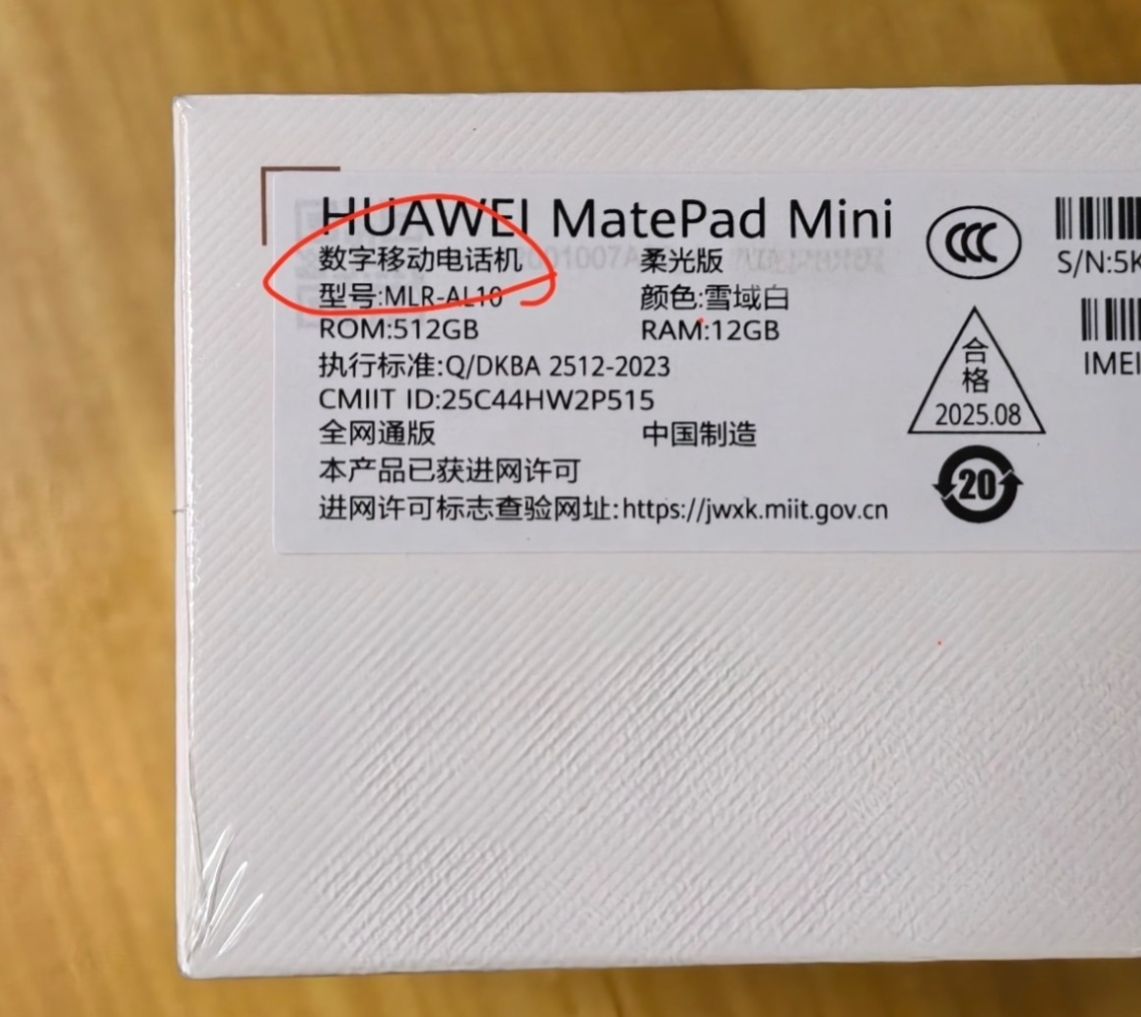 HUAWEI MatePad Mini
数字移动电话机 柔光版
型号:MLR-AL10 颜色:雪域白
ROM:512GB RAM:12GB
执行标准:Q/DKBA 2512-2023
CMIIT ID:25C44HW2P515
全网通版 中国制造
本产品已获进网许可
进网许可标志查验网址:https://jwxk.miit.gov.cn
CCC
合格
2025.08
20
S/N:5K
IMEI